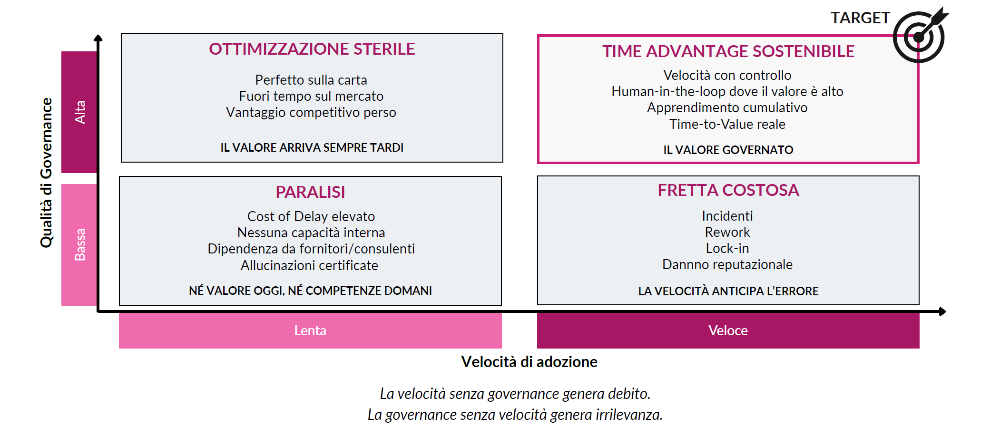 TARGET
OTTIMIZZAZIONE STERILE
Perfetto sulla carta
Fuori tempo sul mercato
Vantaggio competitivo perso
IL VALORE ARRIVA SEMPRE TARDI
TIME ADVANTAGE SOSTENIBILE
Velocità con controllo
Human-in-the-loop dove il valore è alto
Apprendimento cumulativo
Time-to-Value reale
IL VALORE GOVERNATO
Qualità di Governance
Alta
Bassa
PARALISI
Cost of Delay elevato
Nessuna capacità interna
Dipendenza da fornitori/consulenti
Allucinazioni certificate
NÉ VALORE OGGI, NÉ COMPETENZE DOMANI
FRETTA COSTOSA
Incidenti
Rework
Lock-in
Dannno reputazionale
LA VELOCITÀ ANTICIPA L'ERRORE
Lenta
Veloce
Velocità di adozione
La velocità senza governance genera debito.
La governance senza velocità genera irrilevanza.